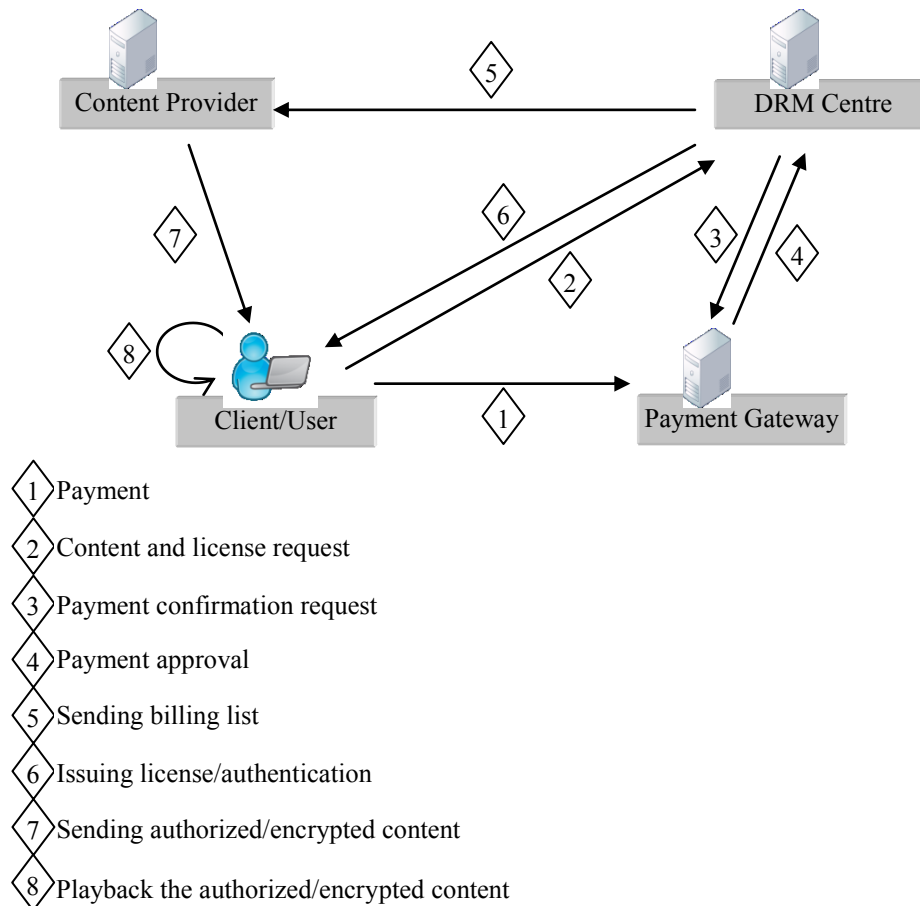 Content Provider
5
DRM Centre
7
6
2
3
4
8
Client/User
1
Payment Gateway
1 Payment
2 Content and license request
3 Payment confirmation request
4 Payment approval
5 Sending billing list
6 Issuing license/authentication
7 Sending authorized/encrypted content
8 Playback the authorized/encrypted content